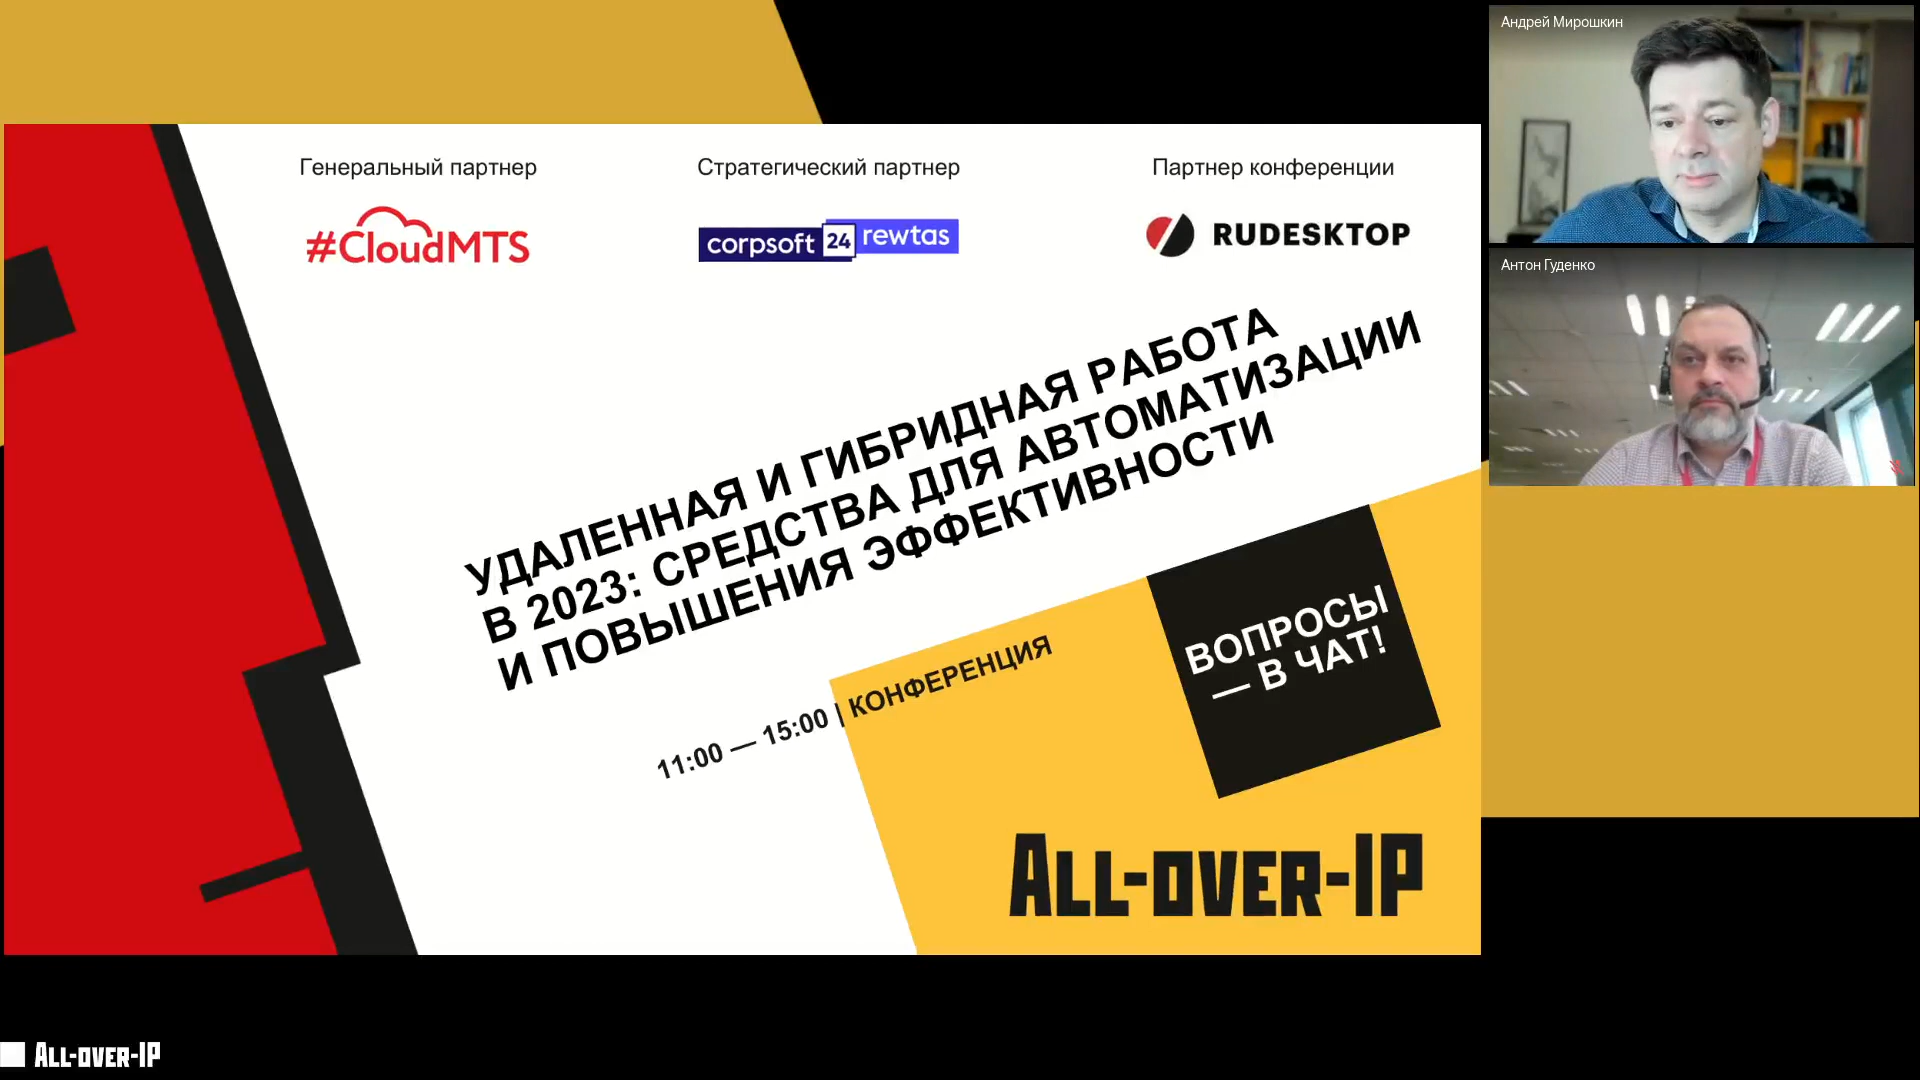 Андрей Мирошкин
Генеральный партнер
Стратегический партнер
Партнер конференции
#CloudMTS
corpsoft 24 rewtas
RUDESKTOP
Антон Гуденко
УДАЛЕННАЯ И ГИБРИДНАЯ РАБОТА
В 2023: СРЕДСТВА ДЛЯ АВТОМАТИЗАЦИИ
И ПОВЫШЕНИЯ ЭФФЕКТИВНОСТИ
11:00 — 15:00 | КОНФЕРЕНЦИЯ
ВОПРОСЫ
— В ЧАТ!
ALL-OVER-IP
ALL-OVER-IP